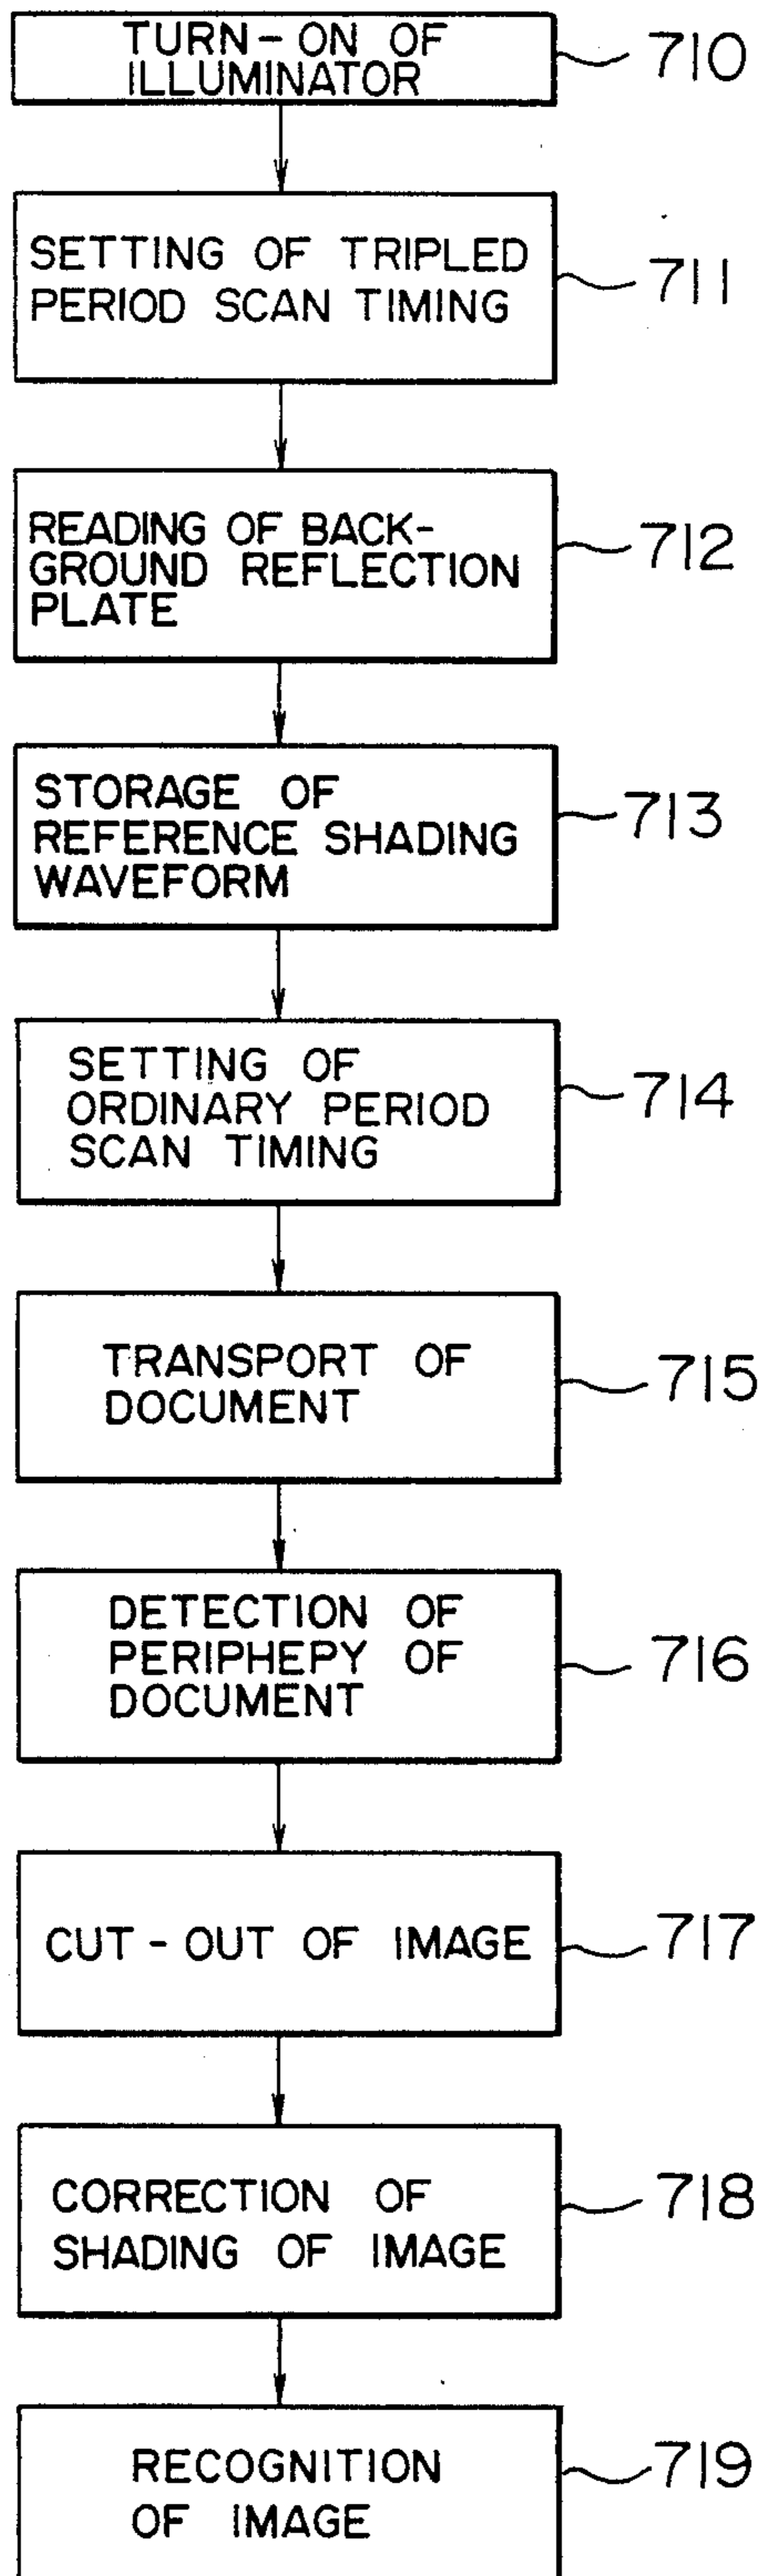 TURN-ON OF
ILLUMINATOR
710
SETTING OF TRIPLED
PERIOD SCAN TIMING
711
READING OF BACK-
GROUND REFLECTION
PLATE
712
STORAGE OF
REFERENCE SHADING
WAVEFORM
713
SETTING OF
ORDINARY PERIOD
SCAN TIMING
714
TRANSPORT OF
DOCUMENT
715
DETECTION OF
PERIPHEPY OF
DOCUMENT
716
CUT-OUT OF IMAGE
717
CORRECTION OF
SHADING OF IMAGE
718
RECOGNITION
OF IMAGE
719